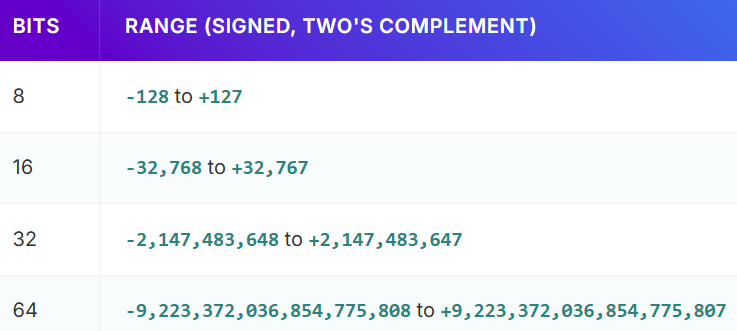 BITS RANGE (SIGNED, TWO'S COMPLEMENT)
8 -128 to +127
16 -32,768 to +32,767
32 -2,147,483,648 to +2,147,483,647
64 -9,223,372,036,854,775,808 to +9,223,372,036,854,775,807